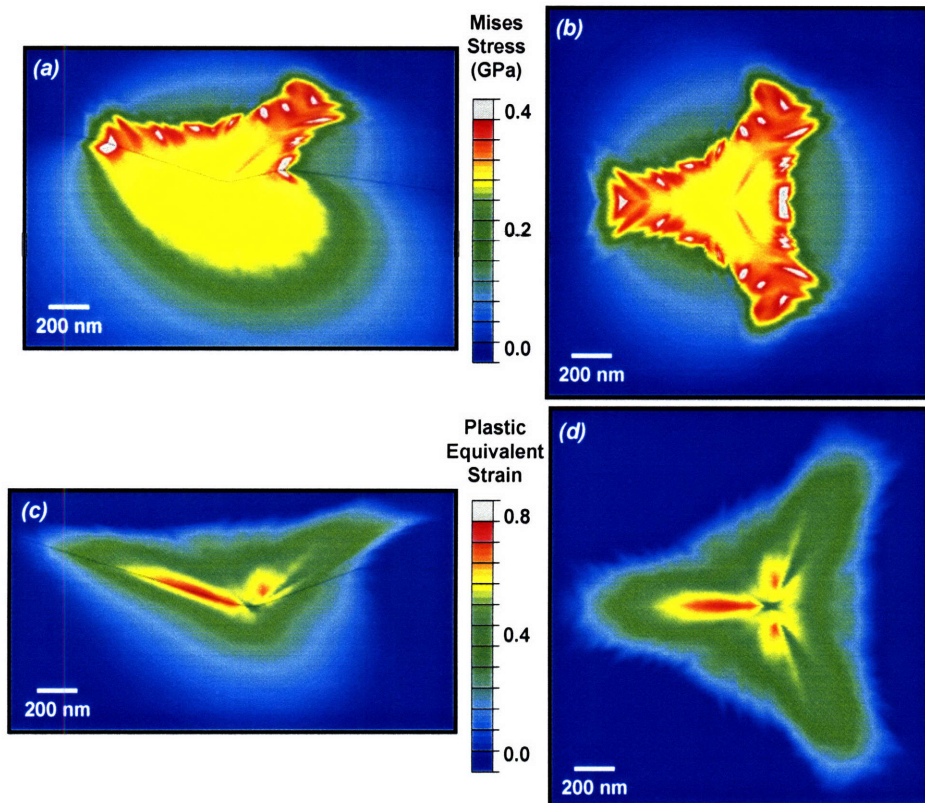 (a)
200 nm
Mises
Stress
(GPa)
0.4
0.2
0.0
(b)
200 nm
(c)
200 nm
Plastic
Equivalent
Strain
0.8
0.4
0.0
(d)
200 nm